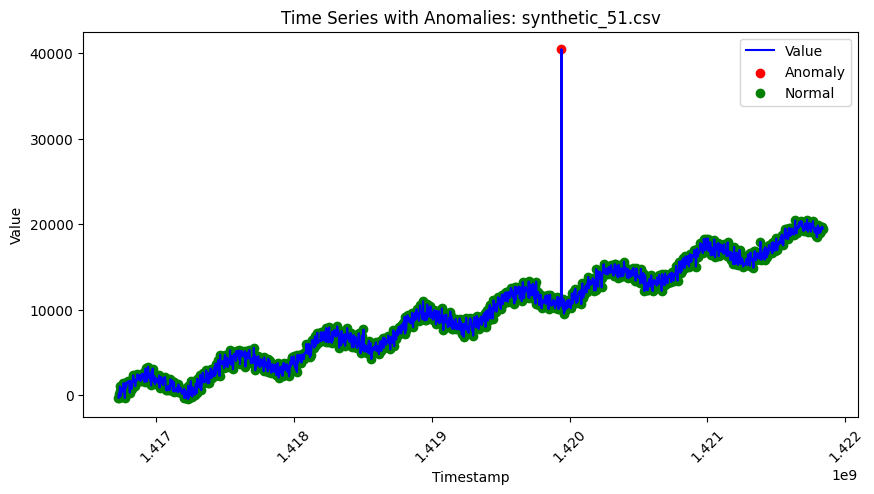 Time Series with Anomalies: synthetic_51.csv
Value
40000
30000
20000
10000
0
Value
Anomaly
Normal
1.417
1.418
1.419
1.420
1.421
1.422
1e9
Timestamp